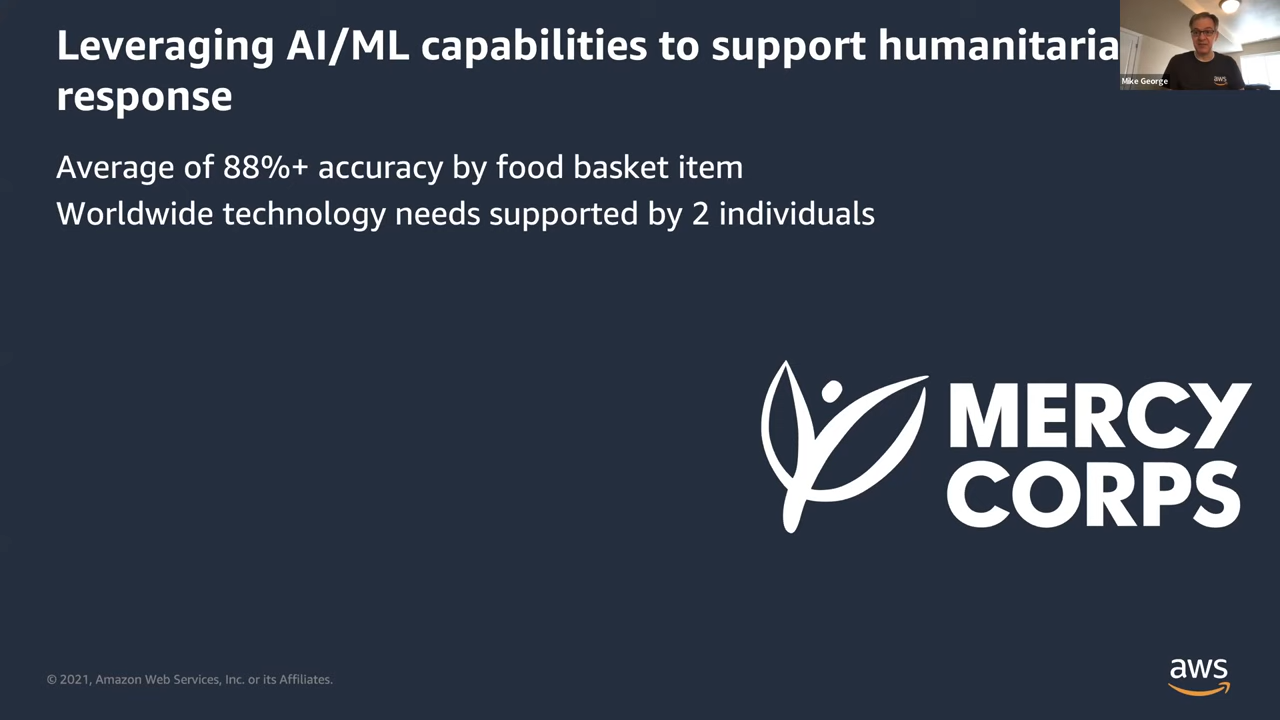 Leveraging AI/ML capabilities to support humanitaria
response
Mike George
aws
Average of 88%+ accuracy by food basket item
Worldwide technology needs supported by 2 individuals
MERCY
CORPS
© 2021, Amazon Web Services, Inc. or its Affiliates.
aws